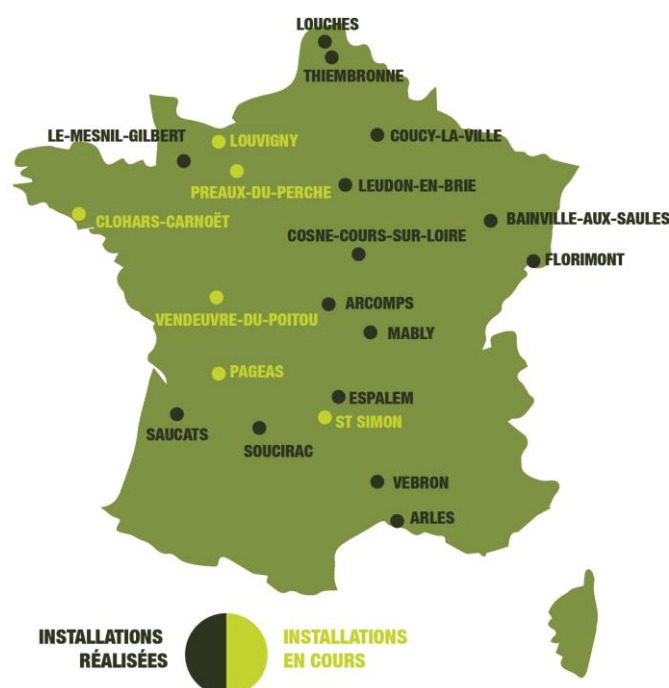 LOUCHES
THIEMBRONNE
LE-MESNIL-GILBERT
LOUVIGNY
COUCY-LA-VILLE
PREAUX-DU-PERCHE
LEUDON-EN-BRIE
CLOHARS-CARNOËT
BAINVILLE-AUX-SAULES
COSNE-COURS-SUR-LOIRE
FLORIMONT
VENDEUVRE-DU-POITOU
ARCOMPS
MABLY
PAGEAS
ESPALEM
SAUCATS
ST SIMON
SOUCIRAC
VEBRON
ARLES
INSTALLATIONS
RÉALISÉES
INSTALLATIONS
EN COURS